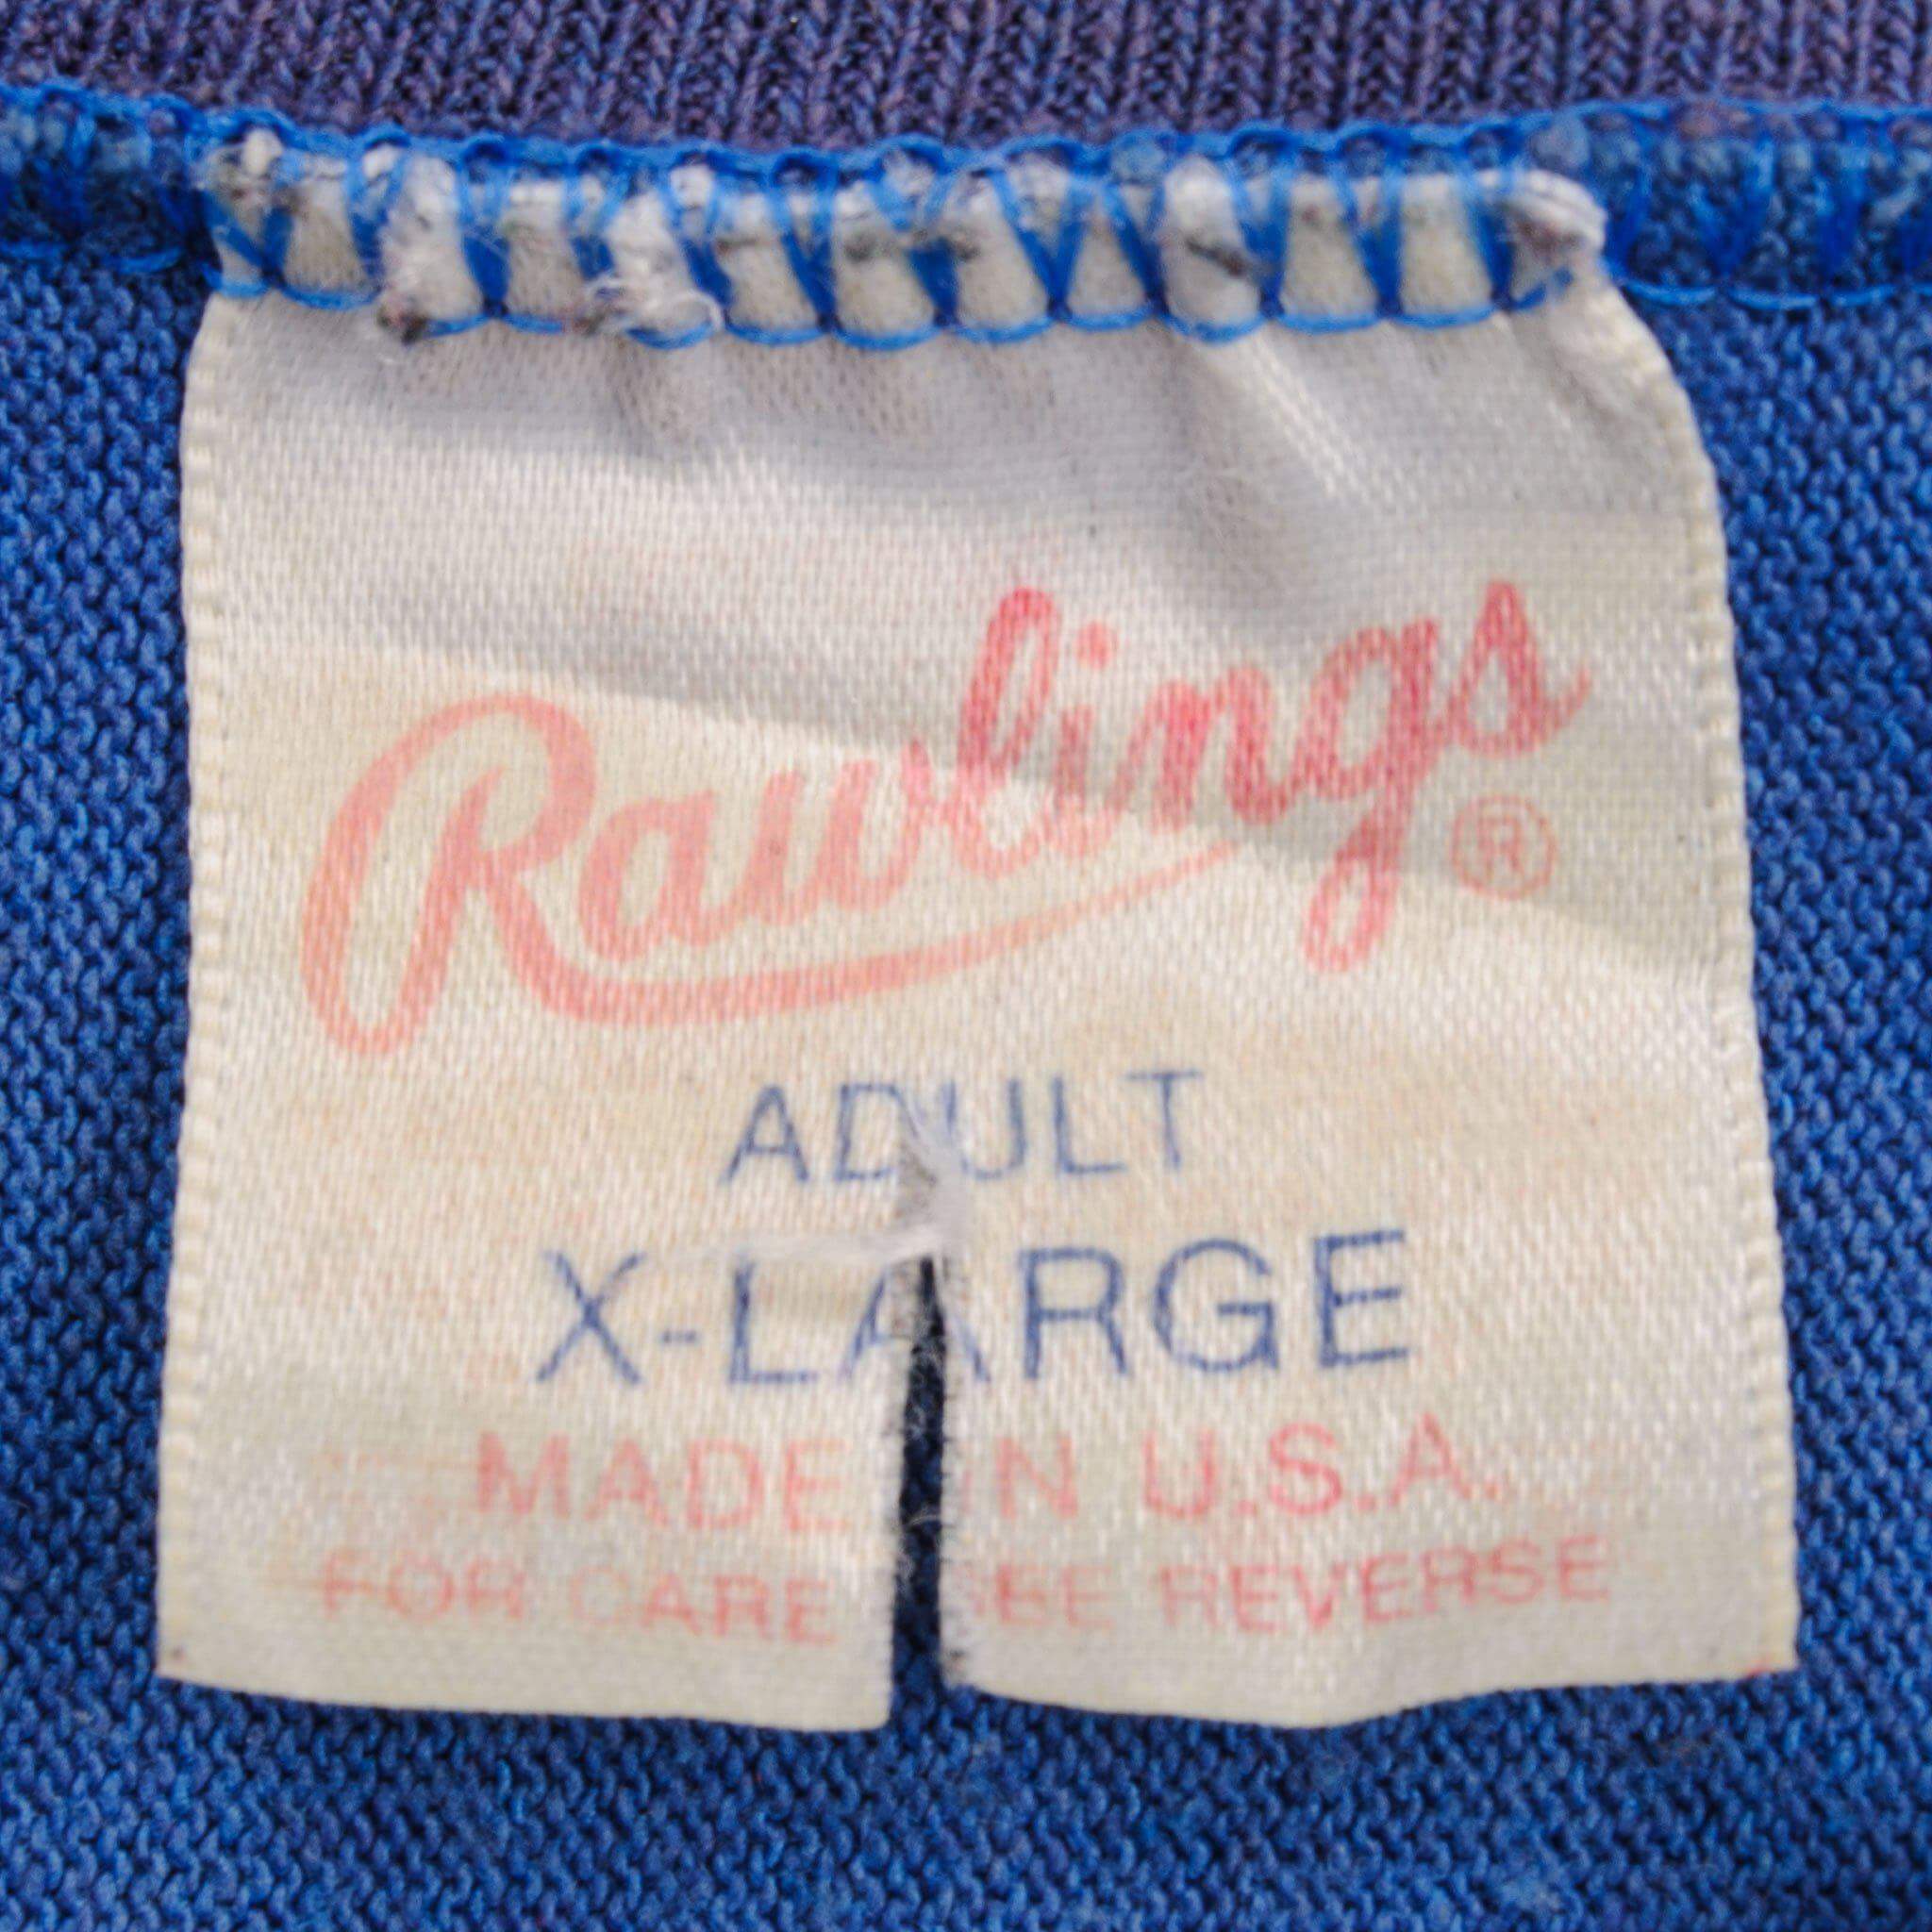 Rawlings ®
ADULT
X-LARGE
MADE IN U.S.A.
FOR CARE SEE REVERSE